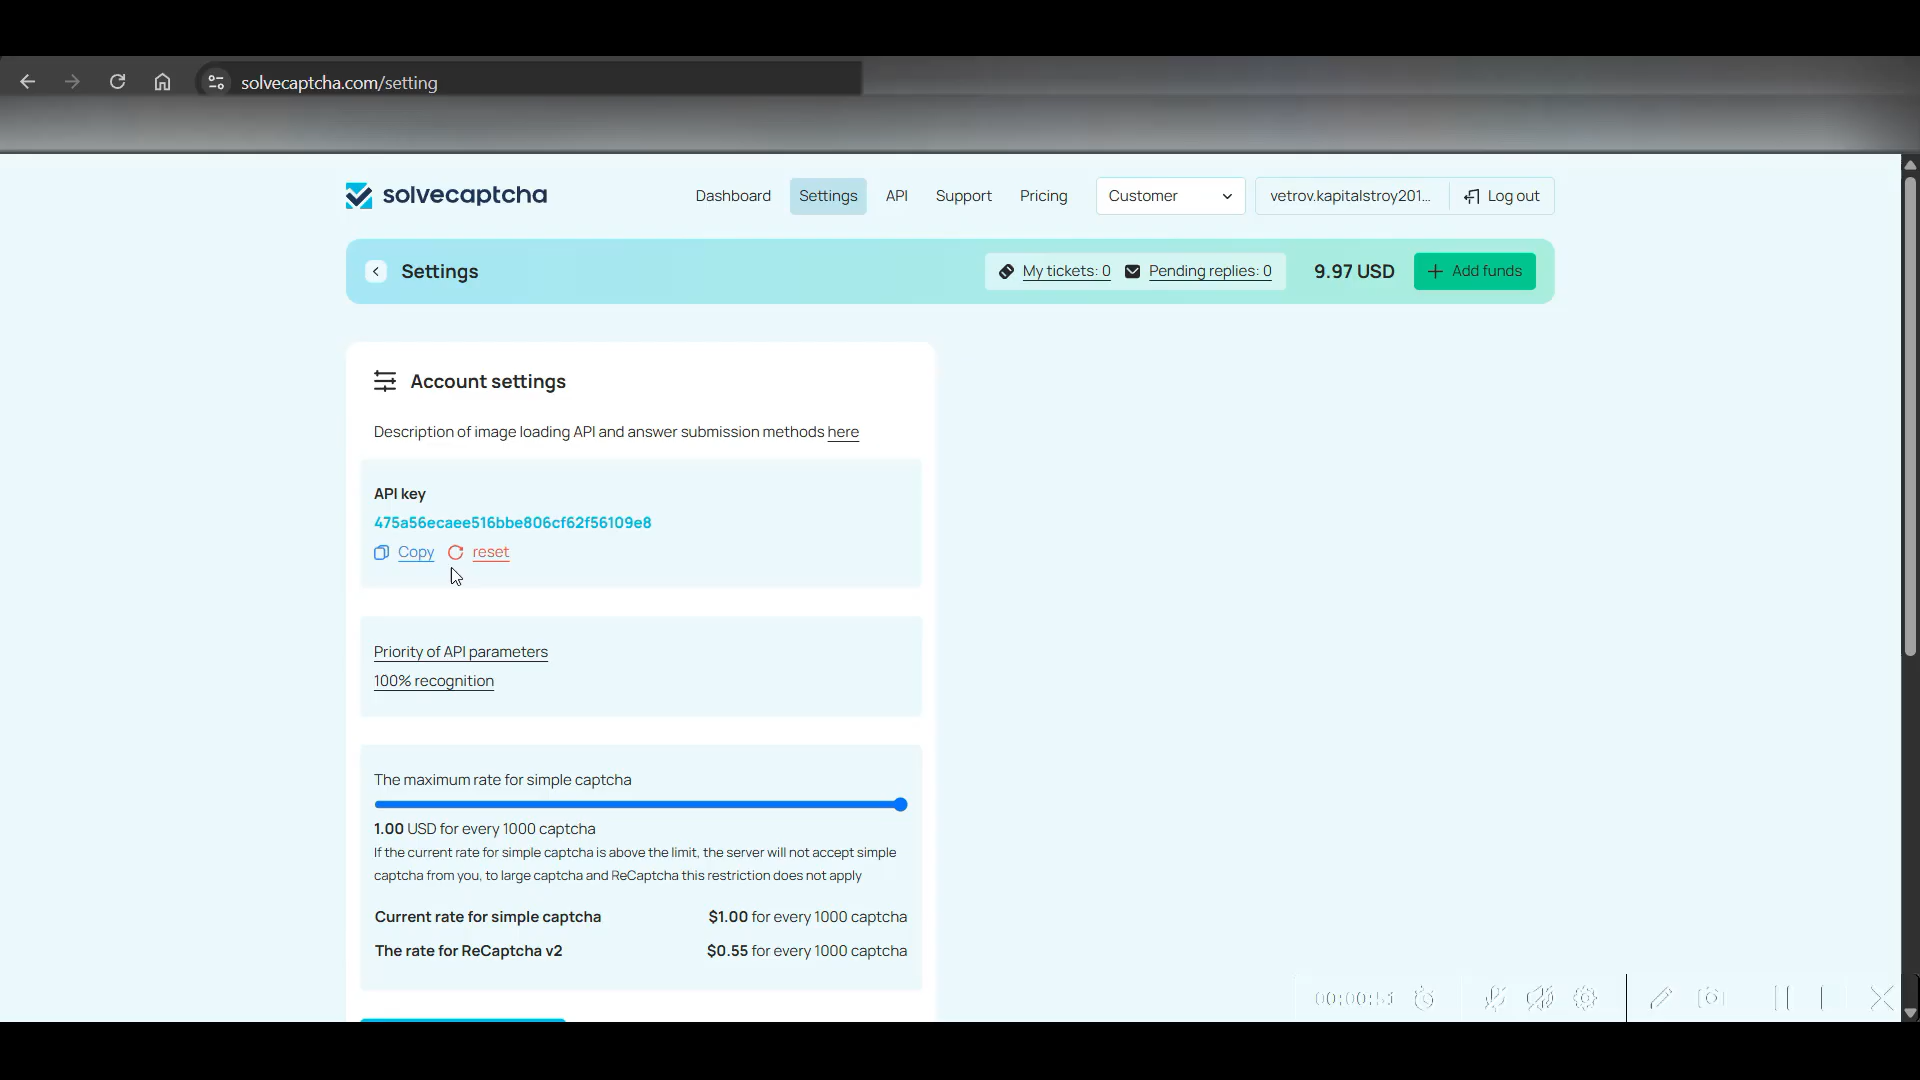 solvecaptcha.com/setting
solvecaptcha
Dashboard Settings API Support Pricing Customer vetrov.kapitalstroy201... Log out
Settings My tickets: 0 Pending replies: 0 9.97 USD Add funds
Account settings
Description of image loading API and answer submission methods here
API key
475a56ecaee516bbe806cf62f56109e8
Copy reset
Priority of API parameters
100% recognition
The maximum rate for simple captcha
1.00 USD for every 1000 captcha
If the current rate for simple captcha is above the limit, the server will not accept simple
captcha from you, to large captcha and ReCaptcha this restriction does not apply
Current rate for simple captcha $1.00 for every 1000 captcha
The rate for ReCaptcha v2 $0.55 for every 1000 captcha